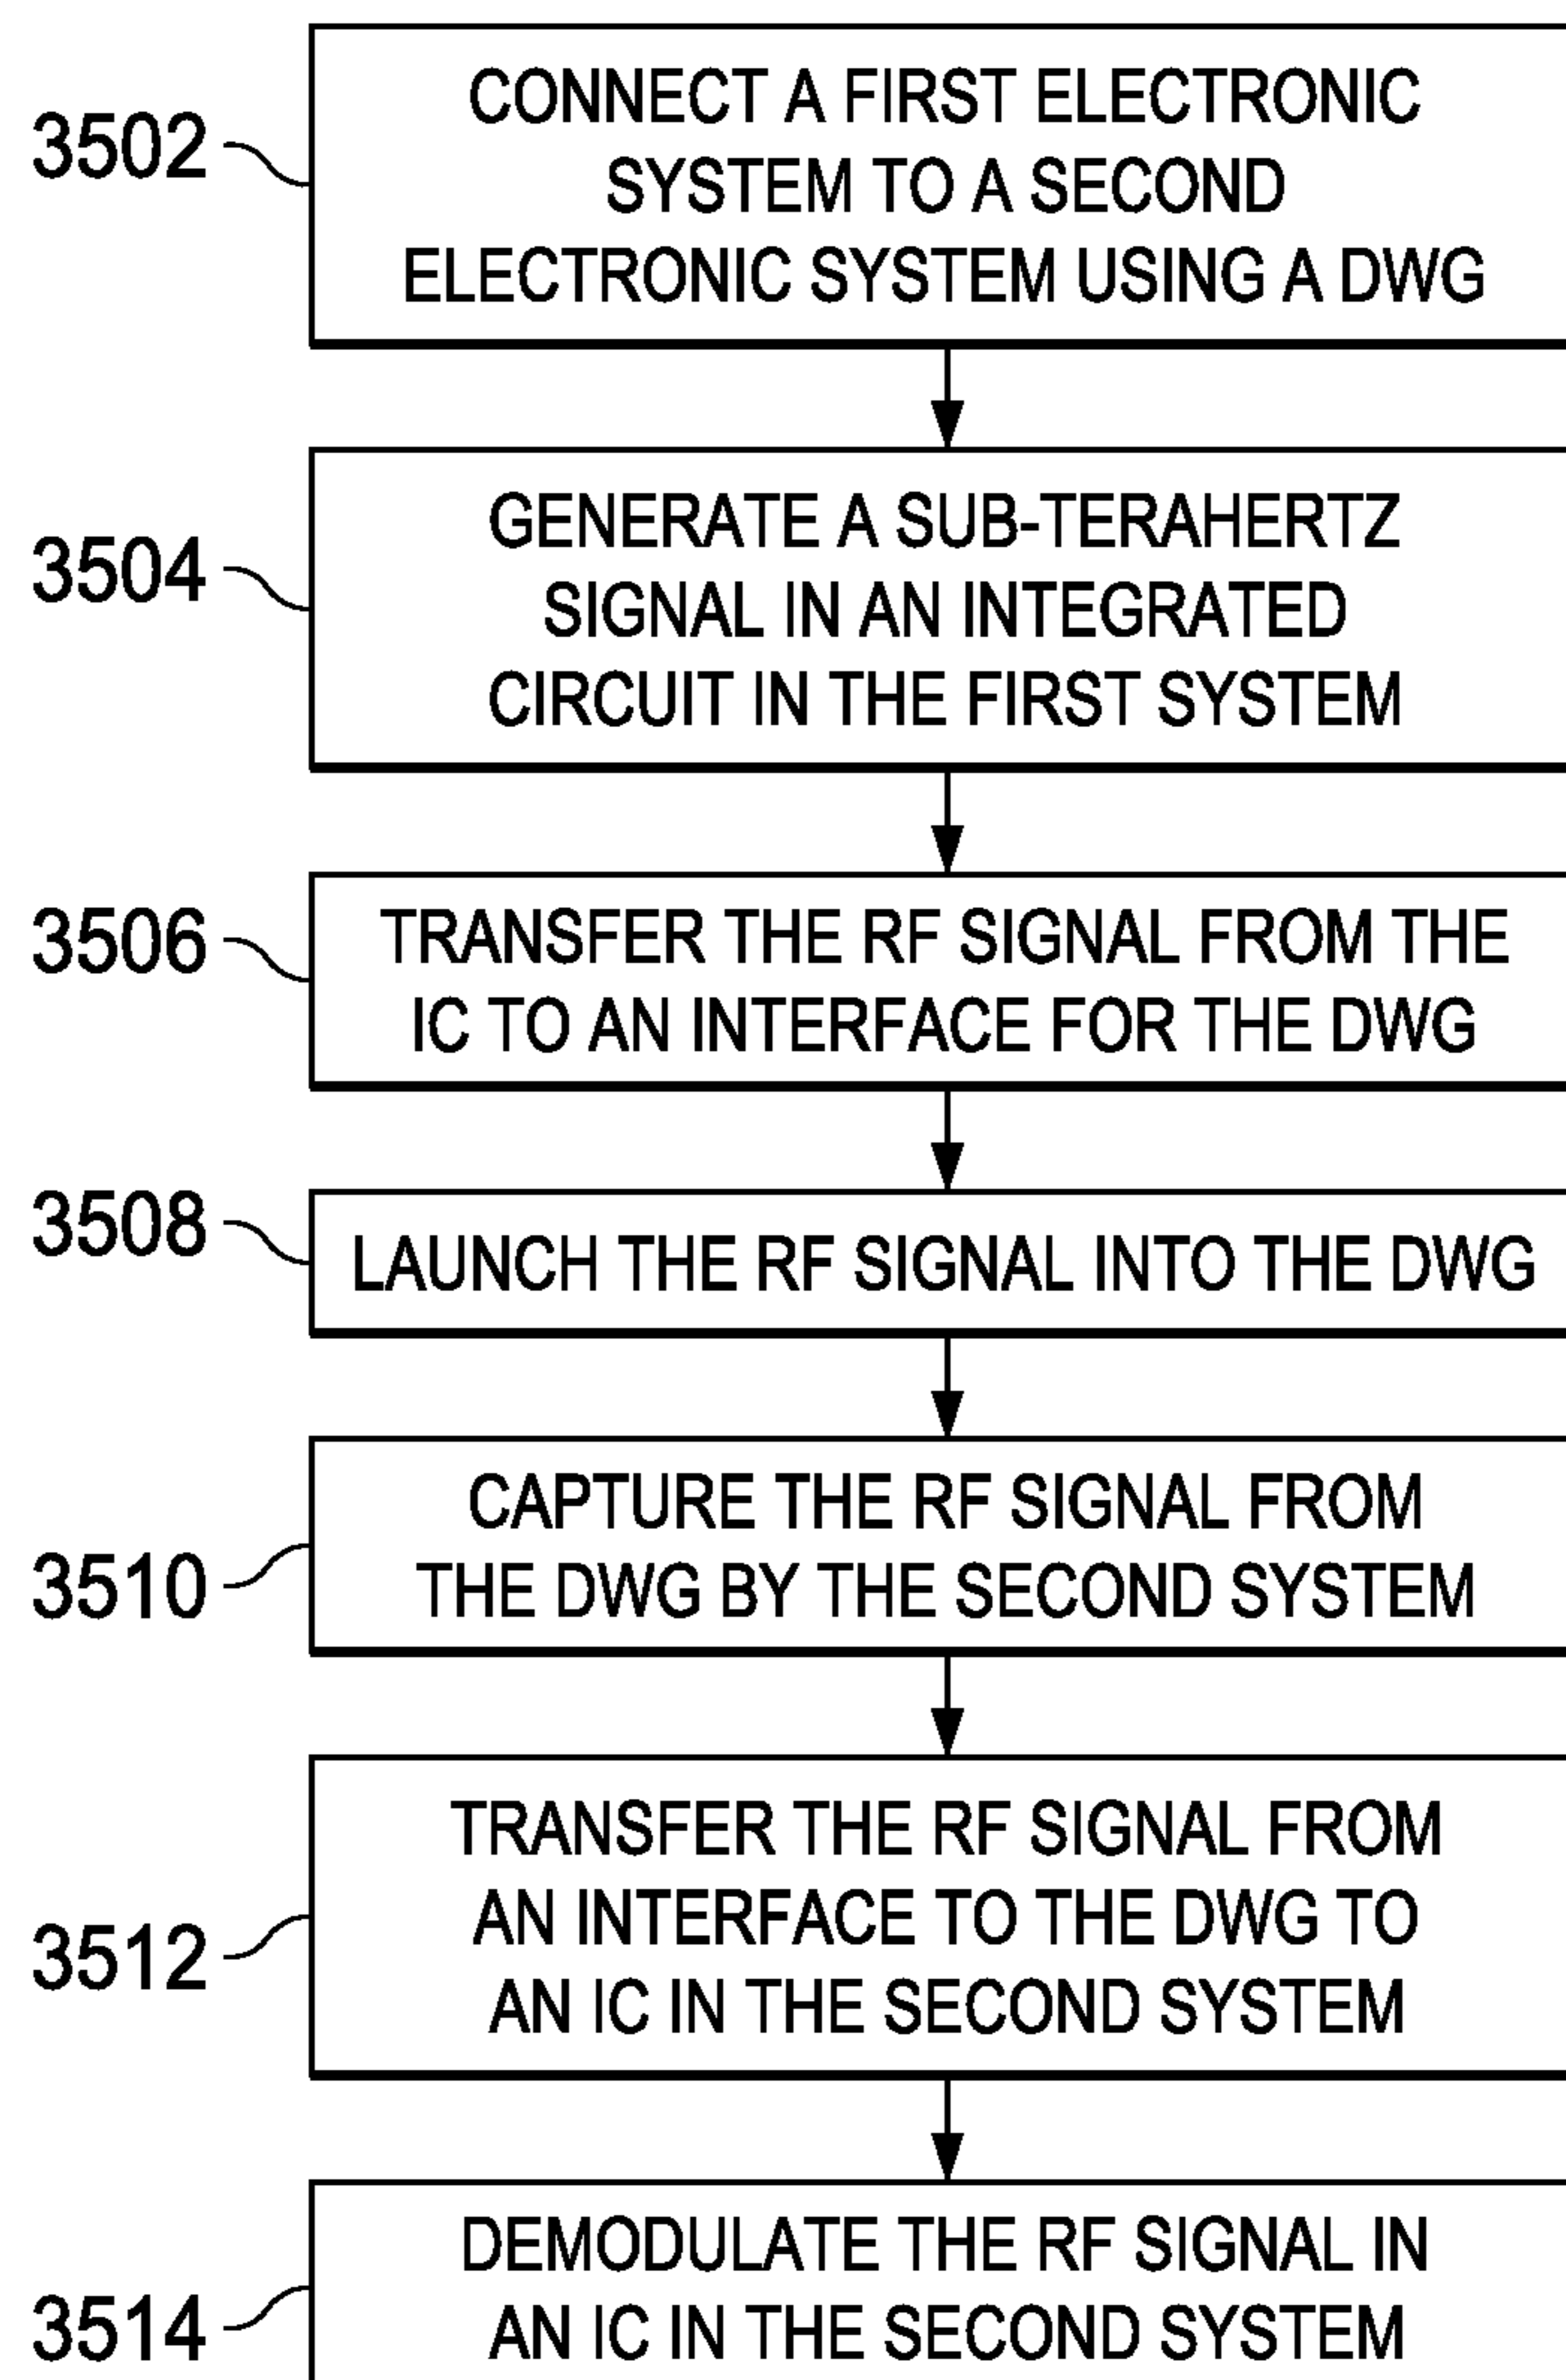 3502
CONNECT A FIRST ELECTRONIC
SYSTEM TO A SECOND
ELECTRONIC SYSTEM USING A DWG
3504
GENERATE A SUB-TERAHERTZ
SIGNAL IN AN INTEGRATED
CIRCUIT IN THE FIRST SYSTEM
3506
TRANSFER THE RF SIGNAL FROM THE
IC TO AN INTERFACE FOR THE DWG
3508
LAUNCH THE RF SIGNAL INTO THE DWG
3510
CAPTURE THE RF SIGNAL FROM
THE DWG BY THE SECOND SYSTEM
3512
TRANSFER THE RF SIGNAL FROM
AN INTERFACE TO THE DWG TO
AN IC IN THE SECOND SYSTEM
3514
DEMODULATE THE RF SIGNAL IN
AN IC IN THE SECOND SYSTEM